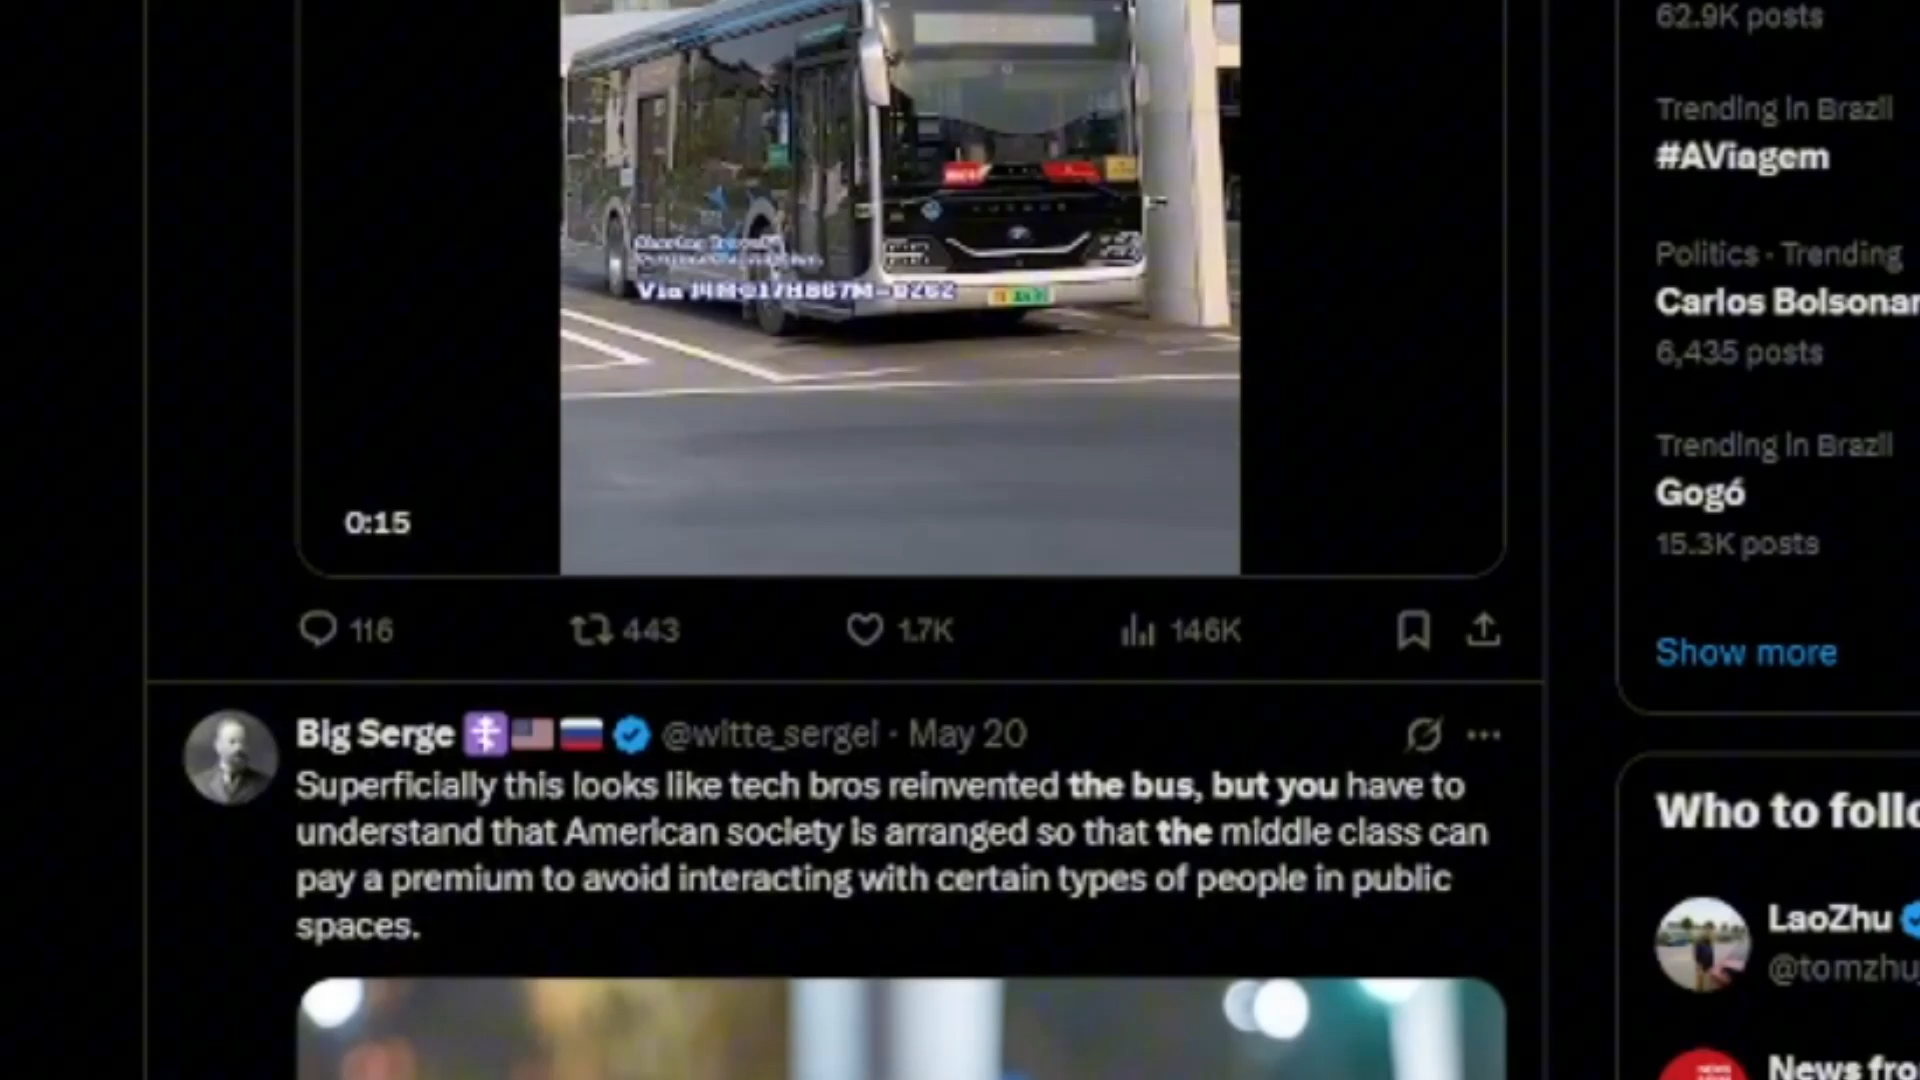 62.9K posts
Trending in Brazil
#AViagem
Politics · Trending
Carlos Bolsonar
6,435 posts
Trending in Brazil
Gogó
15.3K posts
Show more
Via
0:15
116
443
1.7K
146K
Big Serge @witte_sergei · May 20
Superficially this looks like tech bros reinvented the bus, but you have to
understand that American society is arranged so that the middle class can
pay a premium to avoid interacting with certain types of people in public
spaces.
Who to follo
LaoZhu
@tomzhu
News fro